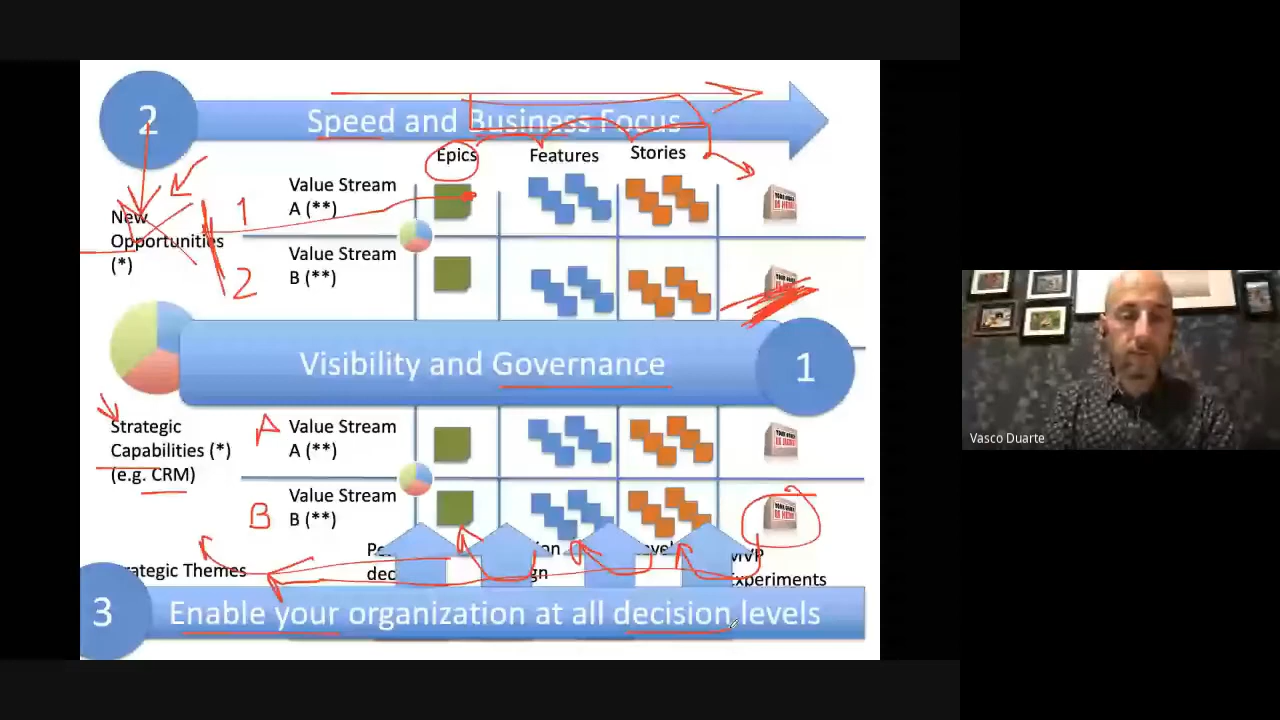 2
Speed and Business Focus
Epics
Features
Stories
New
Opportunities
(*)
1
2
Value Stream
A (**)
Value Stream
B (**)
Visibility and Governance
1
Strategic
Capabilities (*)
(e.g. CRM)
A
Value Stream
A (**)
B
Value Stream
B (**)
MVP
Experiments
Themes
3
Enable your organization at all decision levels
Vasco Duarte